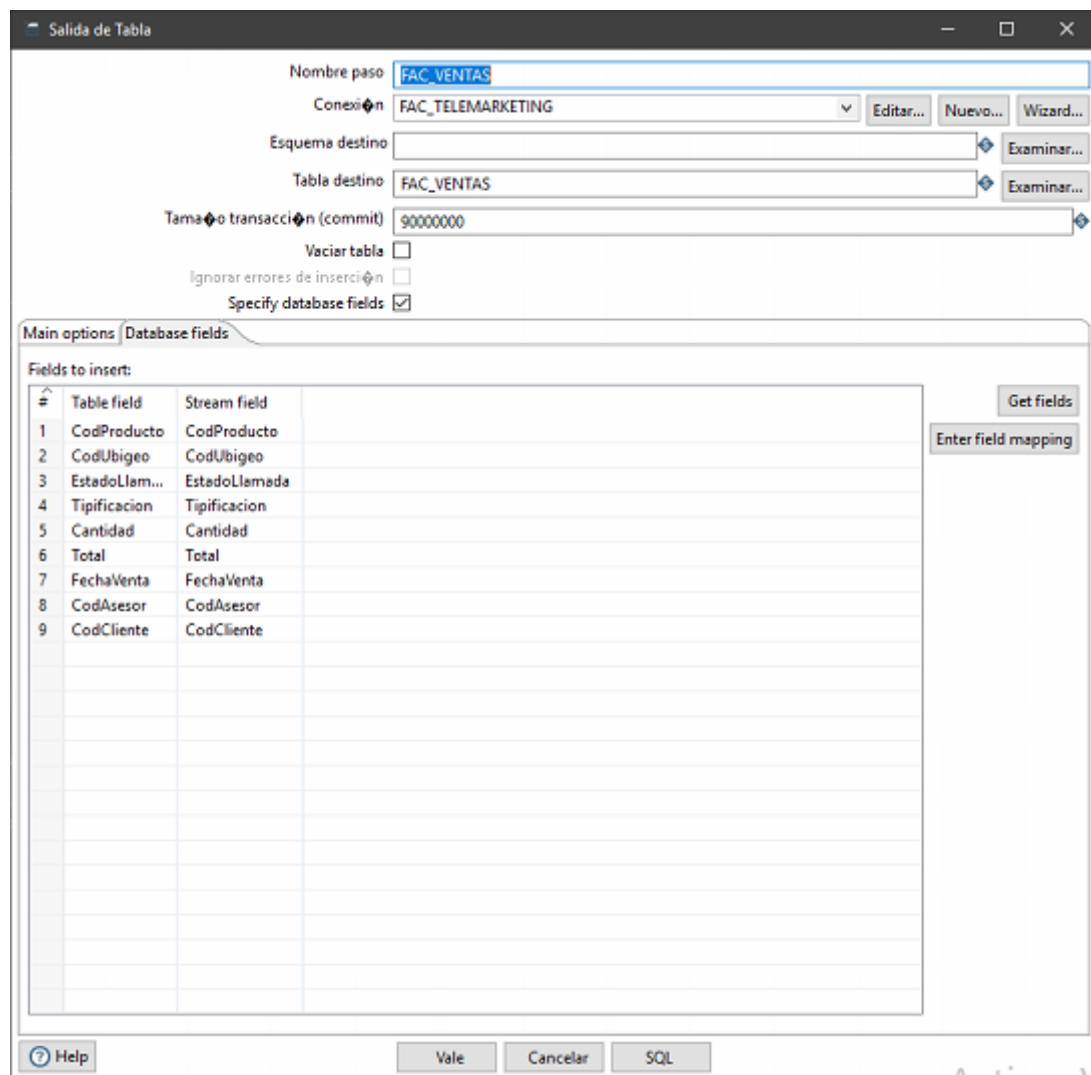 Salida de Tabla
Nombre paso FAC_VENTAS
Conexi�n FAC_TELEMARKETING Editar... Nuevo... Wizard...
Esquema destino Examinar...
Tabla destino FAC_VENTAS Examinar...
Tama�o transacci�n (commit) 90000000
Vaciar tabla
Ignorar errores de inserci�n
Specify database fields
Main options Database fields
Fields to insert:
# Table field Stream field Get fields
1 CodProducto CodProducto
Enter field mapping
2 CodUbigeo CodUbigeo
3 EstadoLlam... EstadoLlamada
4 Tipificacion Tipificacion
5 Cantidad Cantidad
6 Total Total
7 FechaVenta FechaVenta
8 CodAsesor CodAsesor
9 CodCliente CodCliente
Help Vale Cancelar SQL